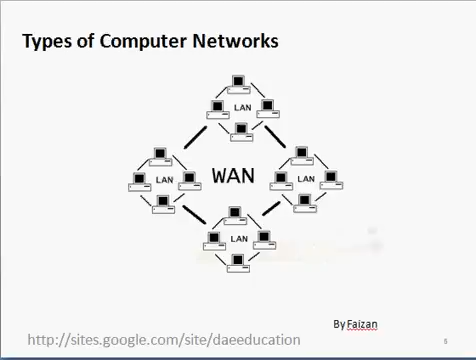 Types of Computer Networks
LAN
LAN
WAN
LAN
LAN
By Faizan
http://sites.google.com/site/daeeducation
5